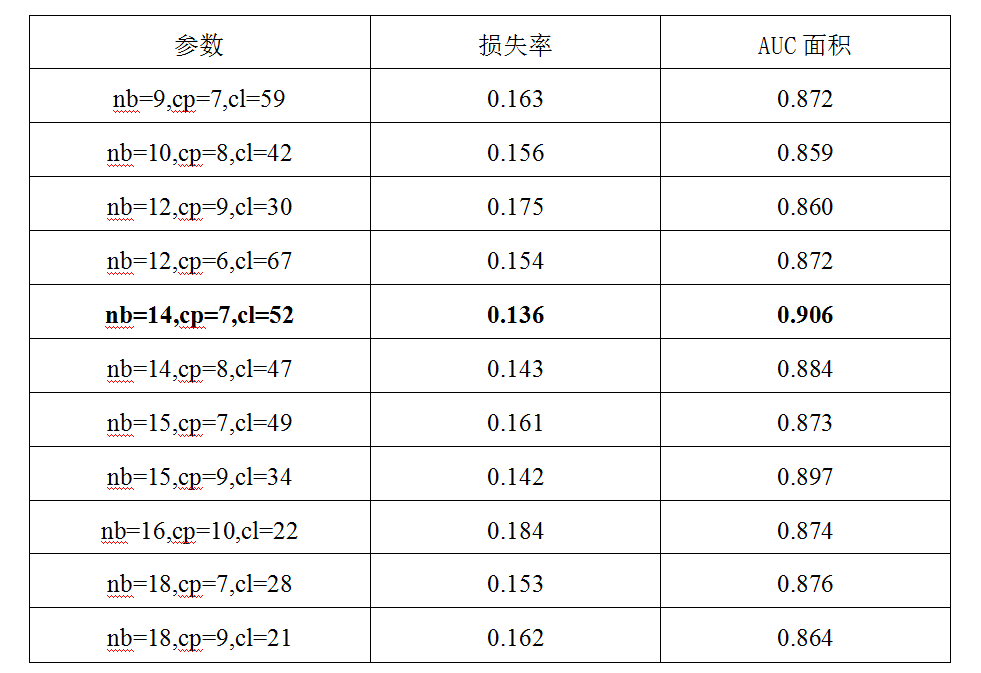 参数 损失率 AUC 面积
nb=9,cp=7,cl=59 0.163 0.872
nb=10,cp=8,cl=42 0.156 0.859
nb=12,cp=9,cl=30 0.175 0.860
nb=12,cp=6,cl=67 0.154 0.872
nb=14,cp=7,cl=52 0.136 0.906
nb=14,cp=8,cl=47 0.143 0.884
nb=15,cp=7,cl=49 0.161 0.873
nb=15,cp=9,cl=34 0.142 0.897
nb=16,cp=10,cl=22 0.184 0.874
nb=18,cp=7,cl=28 0.153 0.876
nb=18,cp=9,cl=21 0.162 0.864